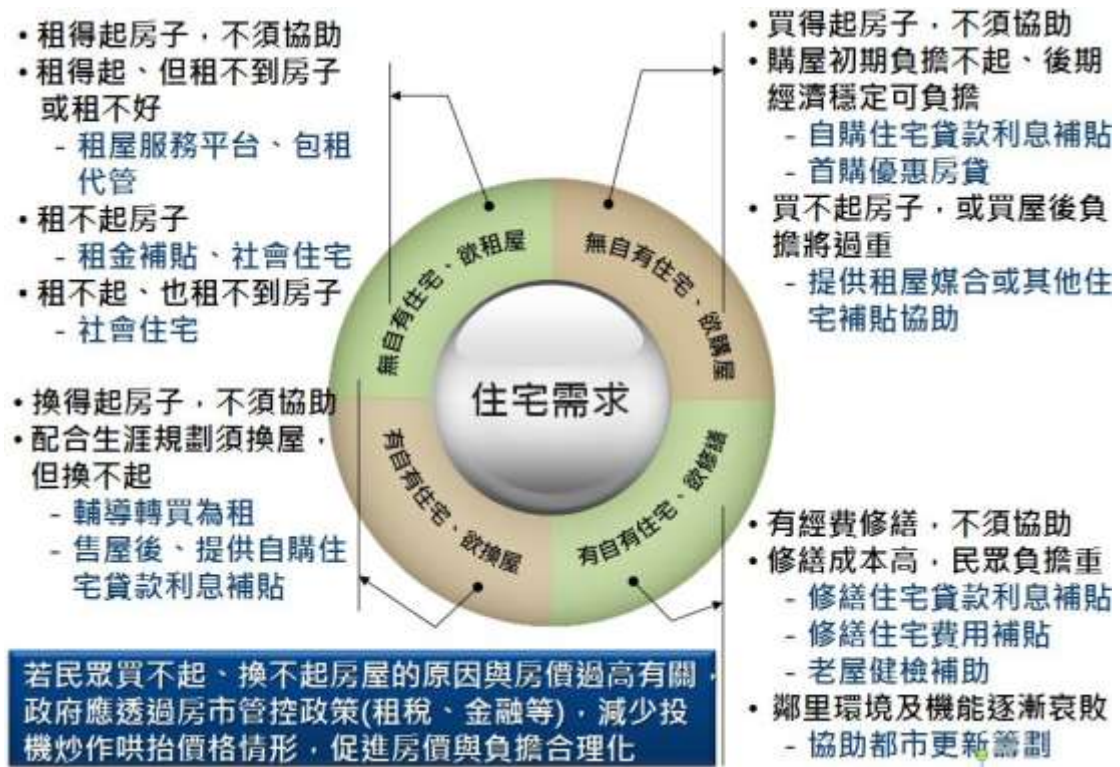 • 租得起房子，不須協助
• 租得起、但租不到房子
或租不好
- 租屋服務平台、包租
代管
• 租不起房子
- 租金補貼、社會住宅
• 租不起、也租不到房子
- 社會住宅
• 買得起房子，不須協助
• 購屋初期負擔不起、後期
經濟穩定可負擔
- 自購住宅貸款利息補貼
- 首購優惠房貸
• 買不起房子，或買屋後負
擔將過重
- 提供租屋媒合或其他住
宅補貼協助
無自有住宅、欲租屋
無自有住宅、欲購屋
住宅需求
有自有住宅、欲換屋
有自有住宅、欲修繕
• 換得起房子，不須協助
• 配合生涯規劃須換屋，
但換不起
- 輔導轉買為租
- 售屋後、提供自購住
宅貸款利息補貼
• 有經費修繕，不須協助
• 修繕成本高，民眾負擔重
- 修繕住宅貸款利息補貼
- 修繕住宅費用補貼
- 老屋健檢補助
• 鄰里環境及機能逐漸衰敗
- 協助都市更新籌劃
若民眾買不起、換不起房屋的原因與房價過高有關，
政府應透過房市管控政策(租稅、金融等)，減少投
機炒作哄抬價格情形，促進房價與負擔合理化